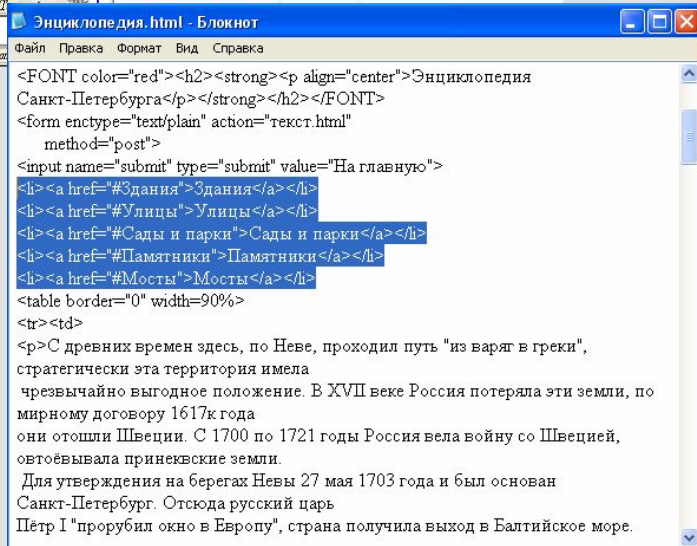 Энциклопедия.html - Блокнот
Файл Правка Формат Вид Справка
<FONT color="red"><h2><strong><p align="center">Энциклопедия
Санкт-Петербурга</p></strong></h2></FONT>
<form enctype="text/plain" action="текст.html"
method="post">
<input name="submit" type="submit" value="На главную">
<li><a href="#Здания">Здания</a></li>
<li><a href="#Улицы">Улицы</a></li>
<li><a href="#Сады и парки">Сады и парки</a></li>
<li><a href="#Памятники">Памятники</a></li>
<li><a href="#Мосты">Мосты</a></li>
<table border="0" width=90%>
<tr><td>
<p>С древних времен здесь, по Неве, проходил путь "из варяг в греки",
стратегически эта территория имела
чрезвычайно выгодное положение. В XVII веке Россия потеряла эти земли, по
мирному договору 1617к года
они отошли Швеции. С 1700 по 1721 годы Россия вела войну со Швецией,
автоёвывала принеквские земли.
Для утверждения на берегах Невы 27 мая 1703 года и был основан
Санкт-Петербург. Отсюда русский царь
Пётр I "прорубил окно в Европу", страна получила выход в Балтийское море.